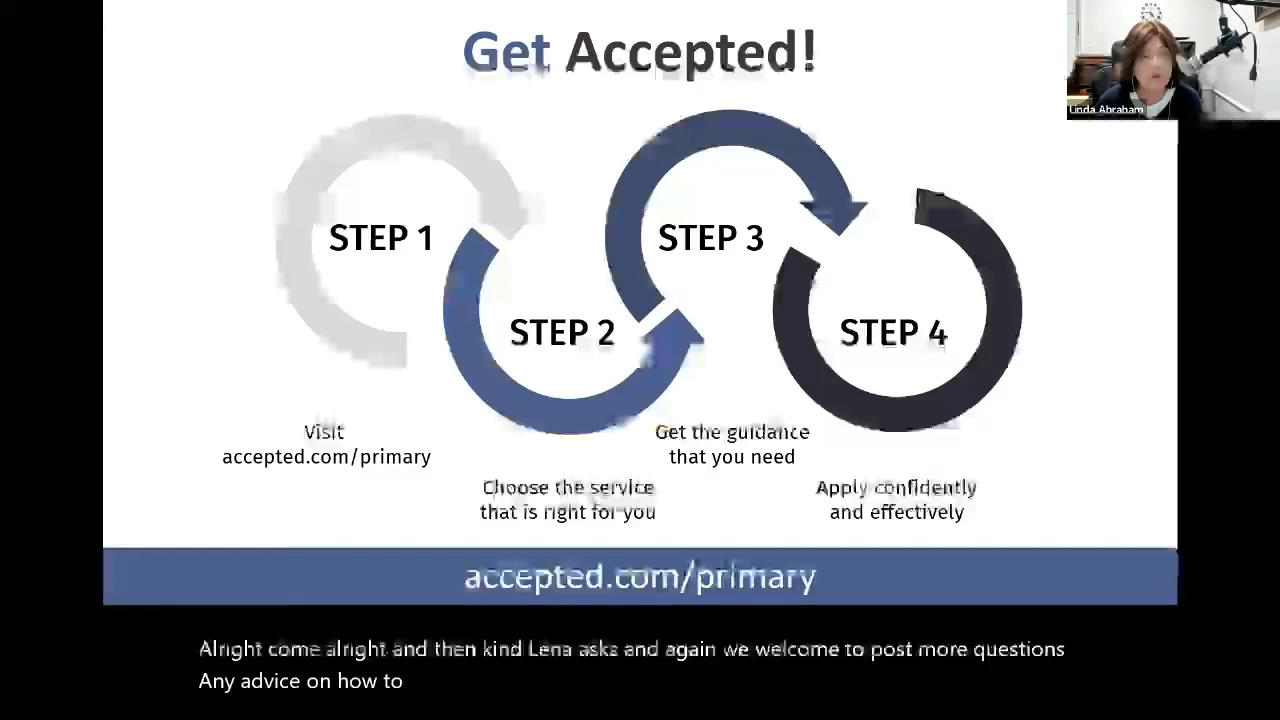 Get Accepted!
Linda Abraham
STEP 1
STEP 3
STEP 2
STEP 4
Visit
accepted.com/primary
Get the guidance
that you need
Choose the service
that is right for you
Apply confidently
and effectively
accepted.com/primary
Alright come alright and then kind Lena asks and again we welcome to post more questions
Any advice on how to